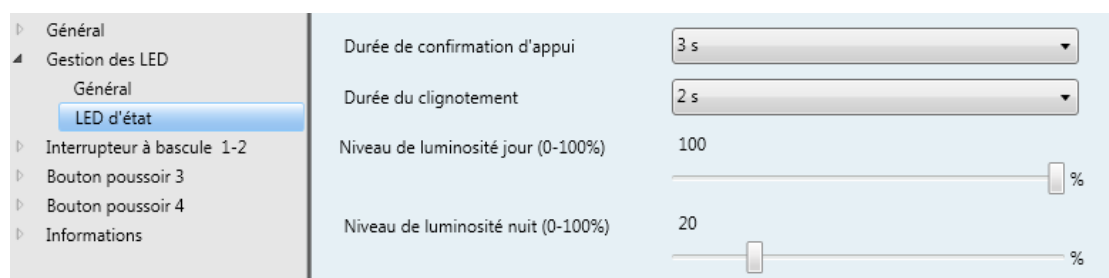 Général
Gestion des LED
Général
LED d'état
Interrupteur à bascule 1-2
Bouton poussoir 3
Bouton poussoir 4
Informations
Durée de confirmation d'appui 3 s
Durée du clignotement 2 s
Niveau de luminosité jour (0-100%) 100
%
Niveau de luminosité nuit (0-100%) 20
%